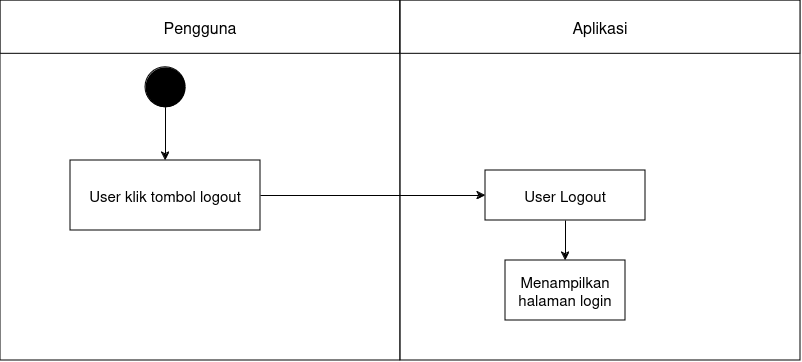 Pengguna
Aplikasi
User klik tombol logout
User Logout
Menampilkan
halaman login